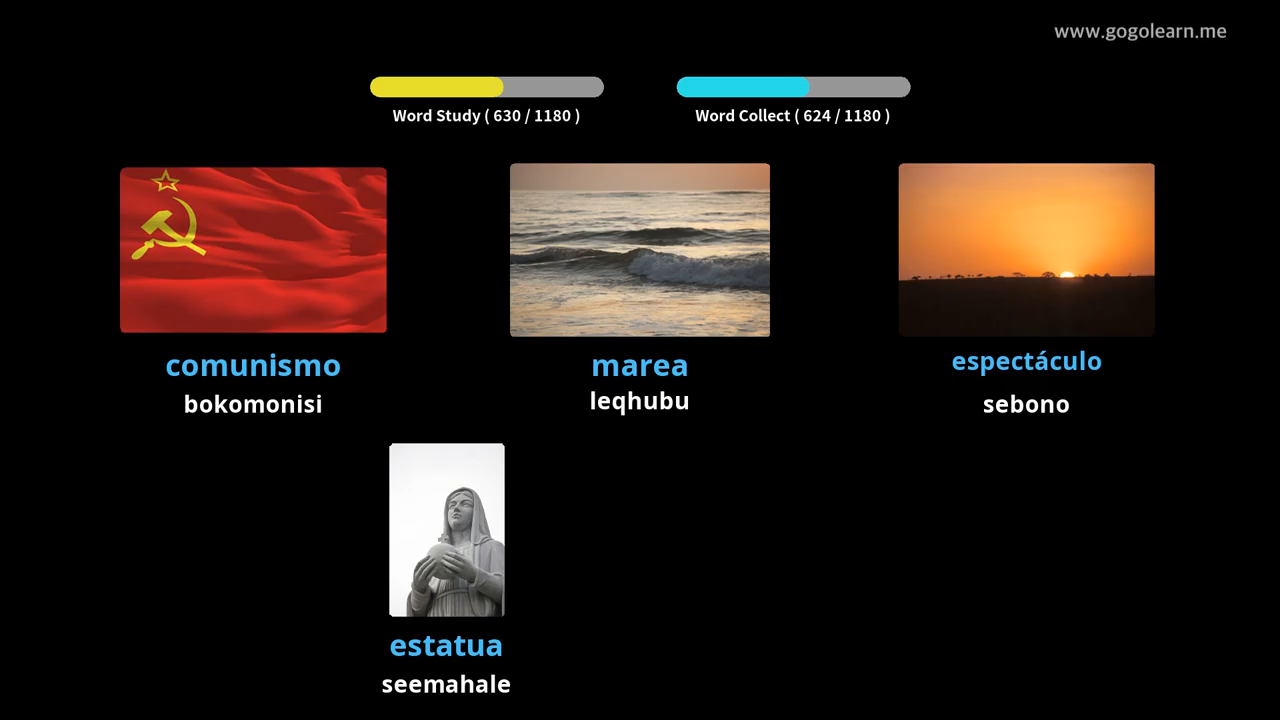 www.gogolearn.me
Word Study ( 630 / 1180 )
Word Collect ( 624 / 1180 )
comunismo
bokomonisi
marea
leqhubu
espectáculo
sebono
estatua
seemahale